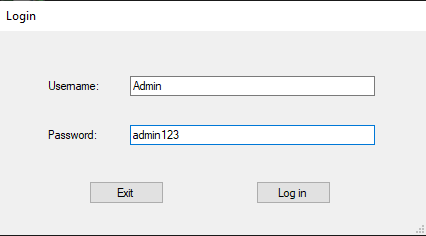 Login
Username: Admin
Password: admin123
Exit Log in